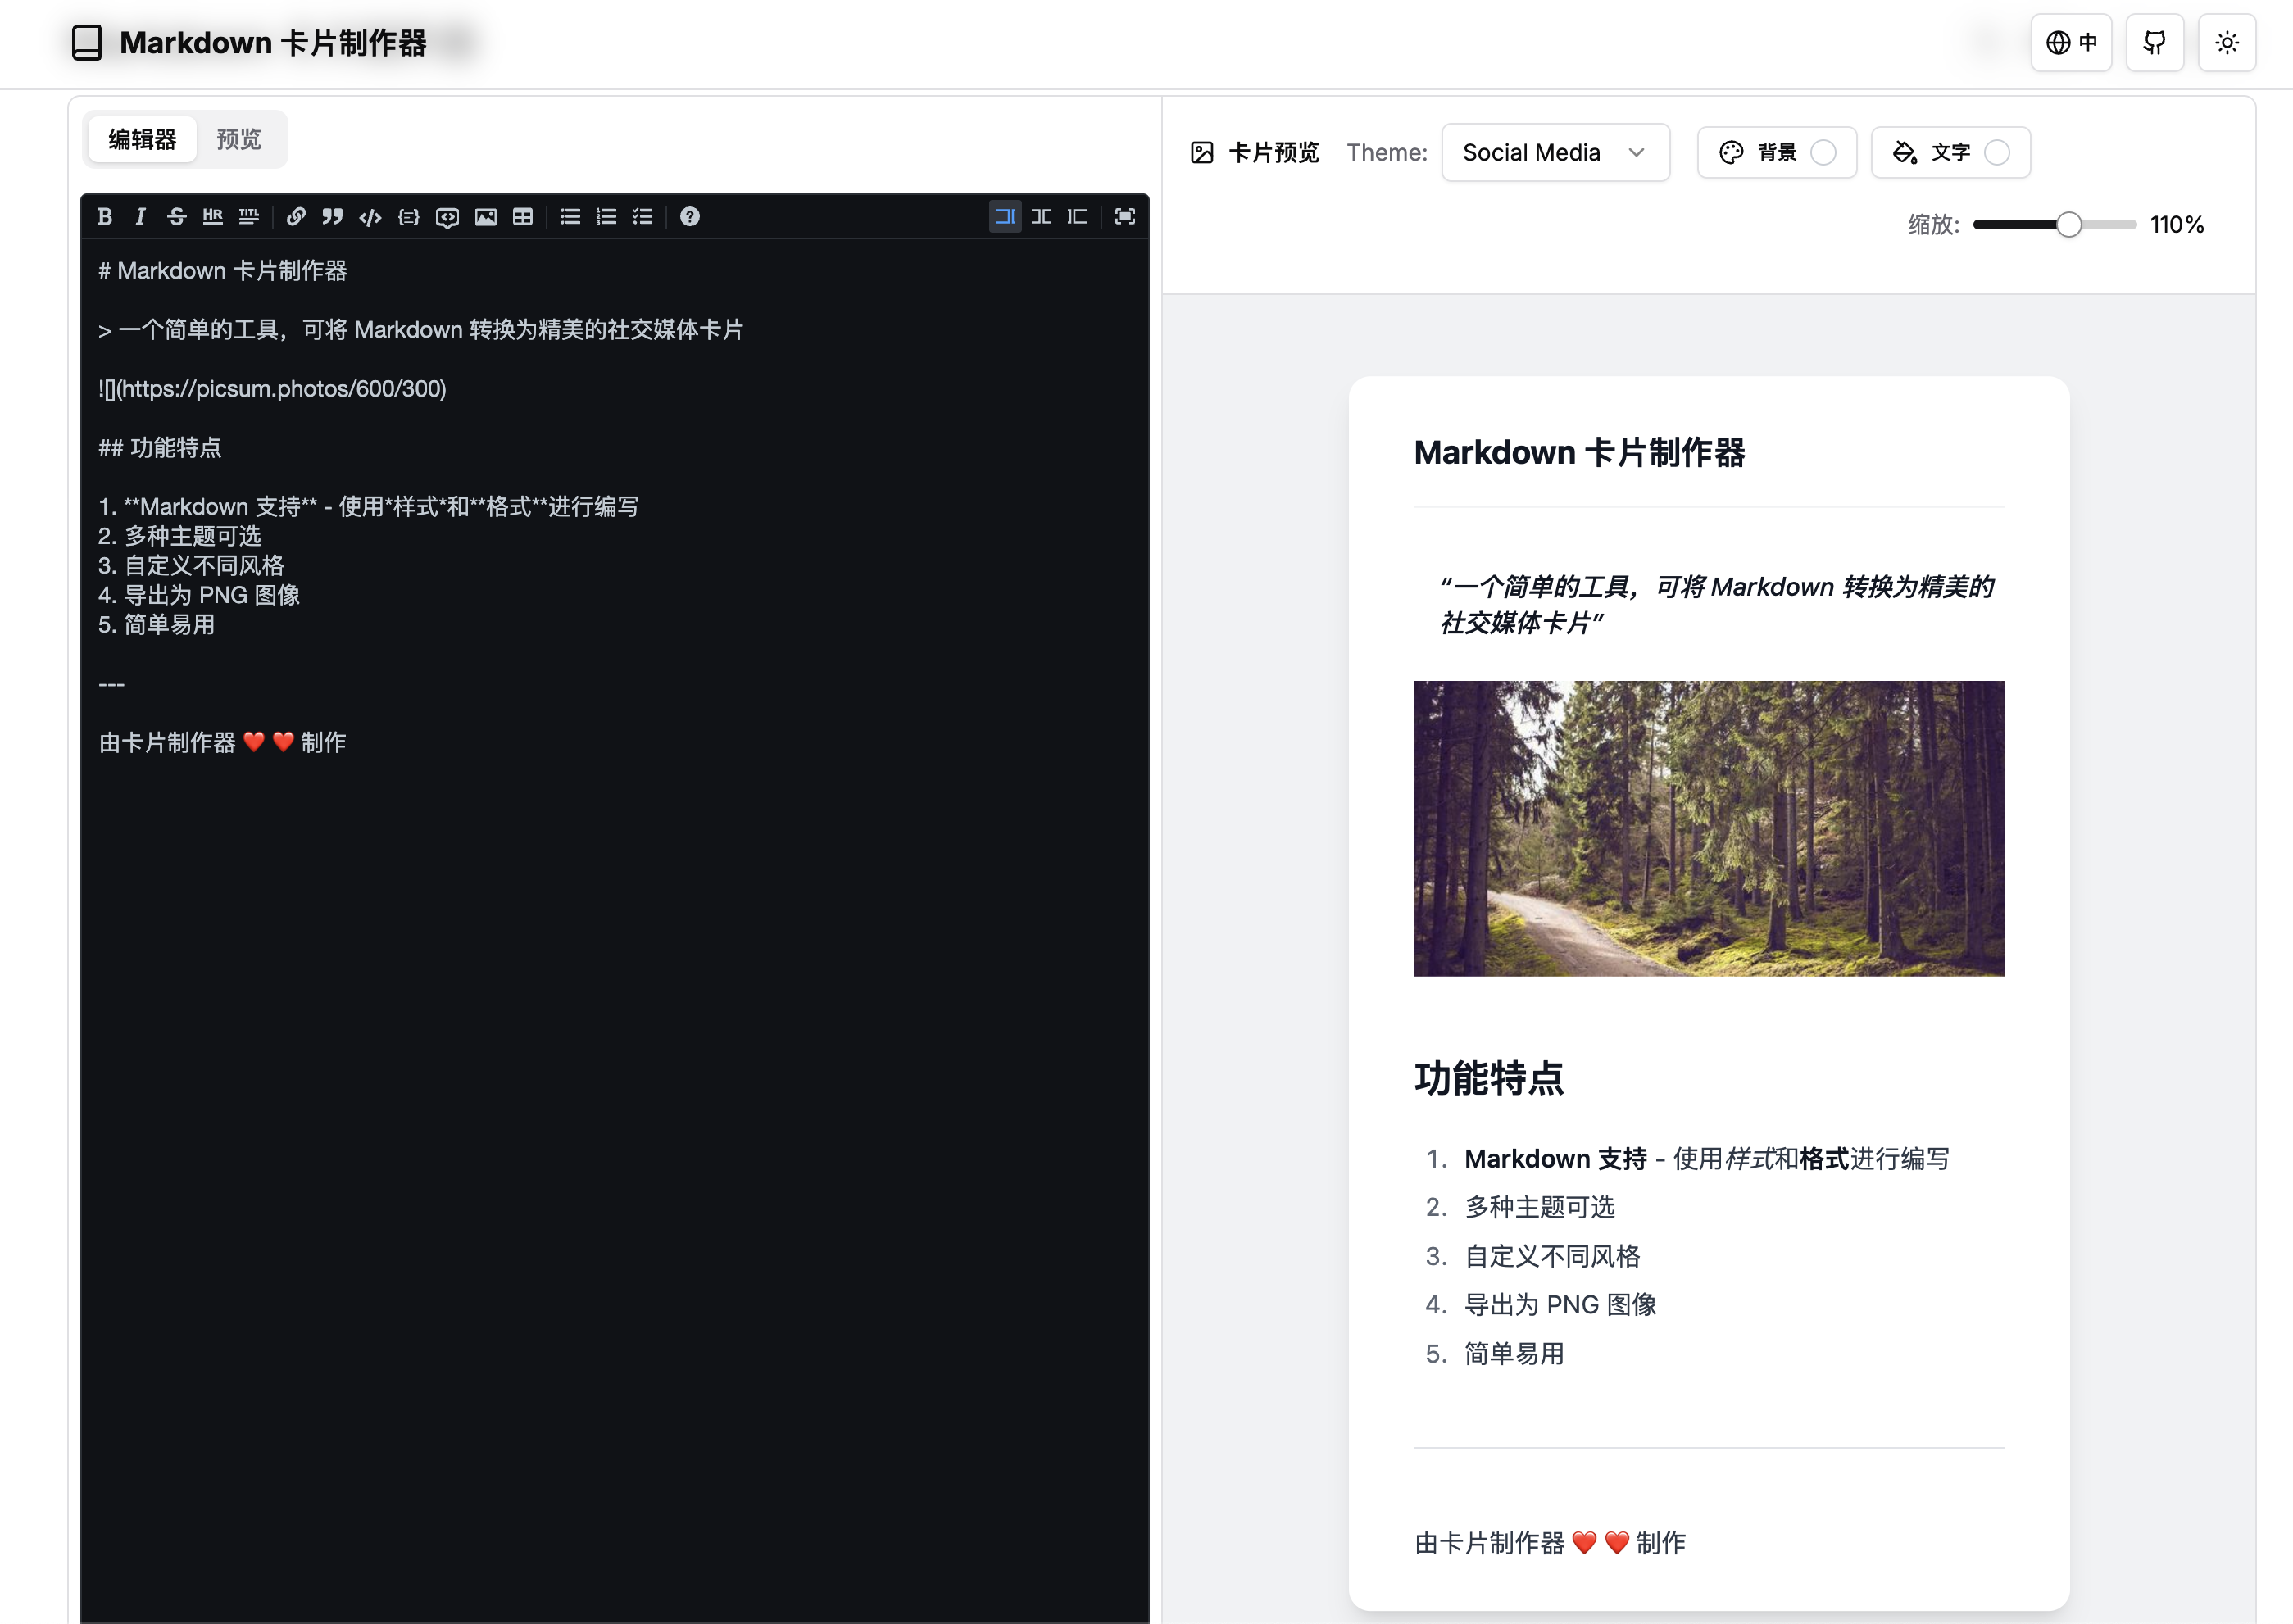 Markdown 卡片制作器
中
编辑器 预览
卡片预览 Theme: Social Media 背景 文字
缩放: 110%
# Markdown 卡片制作器
> 一个简单的工具，可将 Markdown 转换为精美的社交媒体卡片
![](https://picsum.photos/600/300)
## 功能特点
1. **Markdown 支持** - 使用*样式*和**格式**进行编写
2. 多种主题可选
3. 自定义不同风格
4. 导出为 PNG 图像
5. 简单易用
---
由卡片制作器 ❤️ ❤️ 制作
Markdown 卡片制作器
“一个简单的工具，可将 Markdown 转换为精美的
社交媒体卡片”
功能特点
1. Markdown 支持 - 使用样式和格式进行编写
2. 多种主题可选
3. 自定义不同风格
4. 导出为 PNG 图像
5. 简单易用
由卡片制作器 ❤️ ❤️ 制作